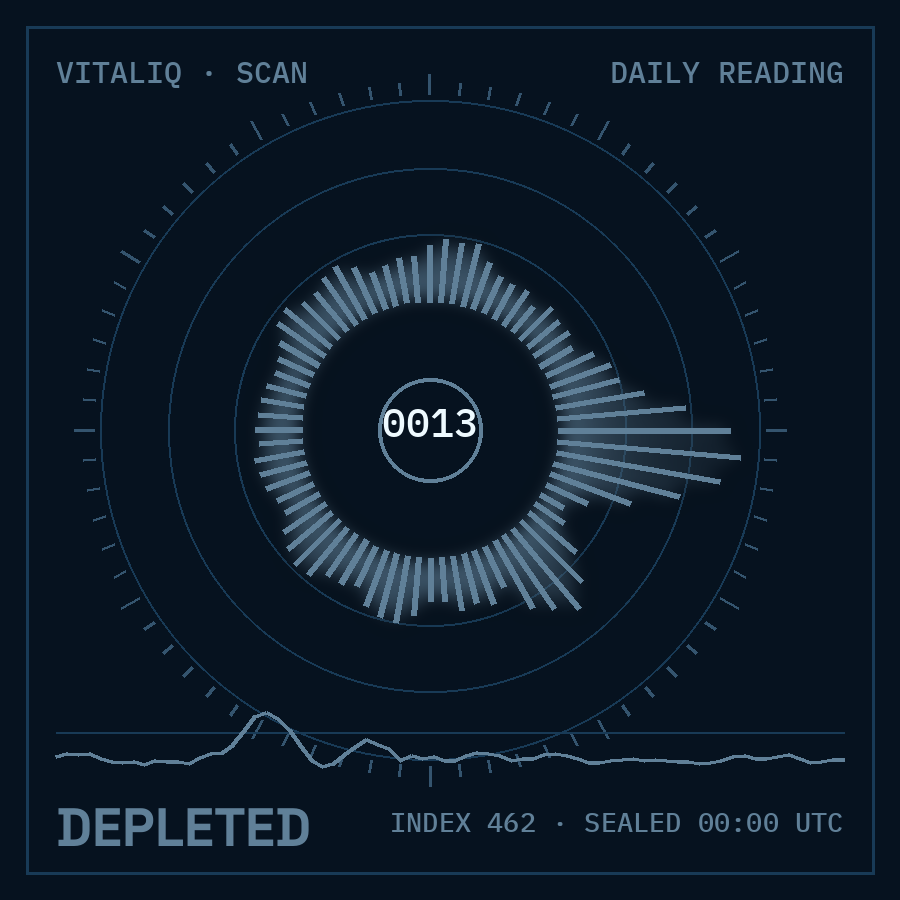 VITALIQ · SCAN
DAILY READING
0013
DEPLETED
INDEX 462 · SEALED 00:00 UTC